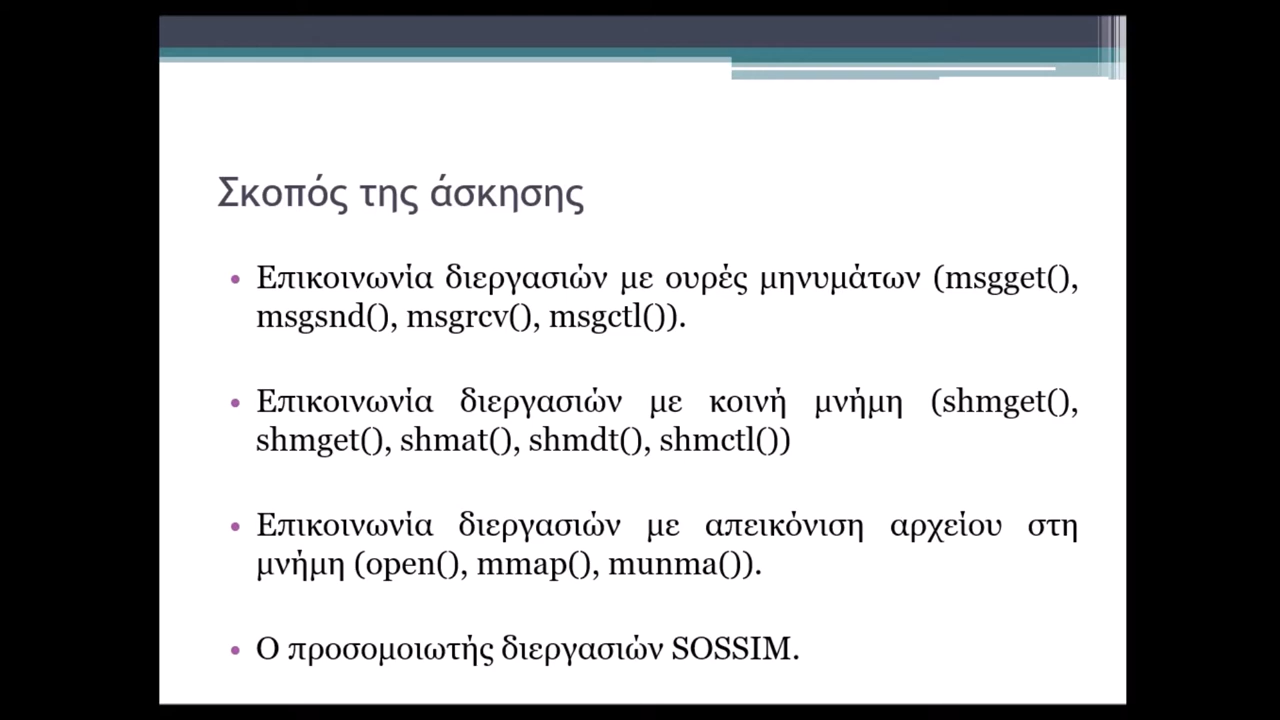 Σκοπός της άσκησης
• Επικοινωνία διεργασιών με ουρές μηνυμάτων (msgget(),
msgsnd(), msgrcv(), msgctl()).
• Επικοινωνία διεργασιών με κοινή μνήμη (shmget(),
shmget(), shmat(), shmdt(), shmctl())
• Επικοινωνία διεργασιών με απεικόνιση αρχείου στη
μνήμη (open(), mmap(), munma()).
• Ο προσομοιωτής διεργασιών SOSSIM.